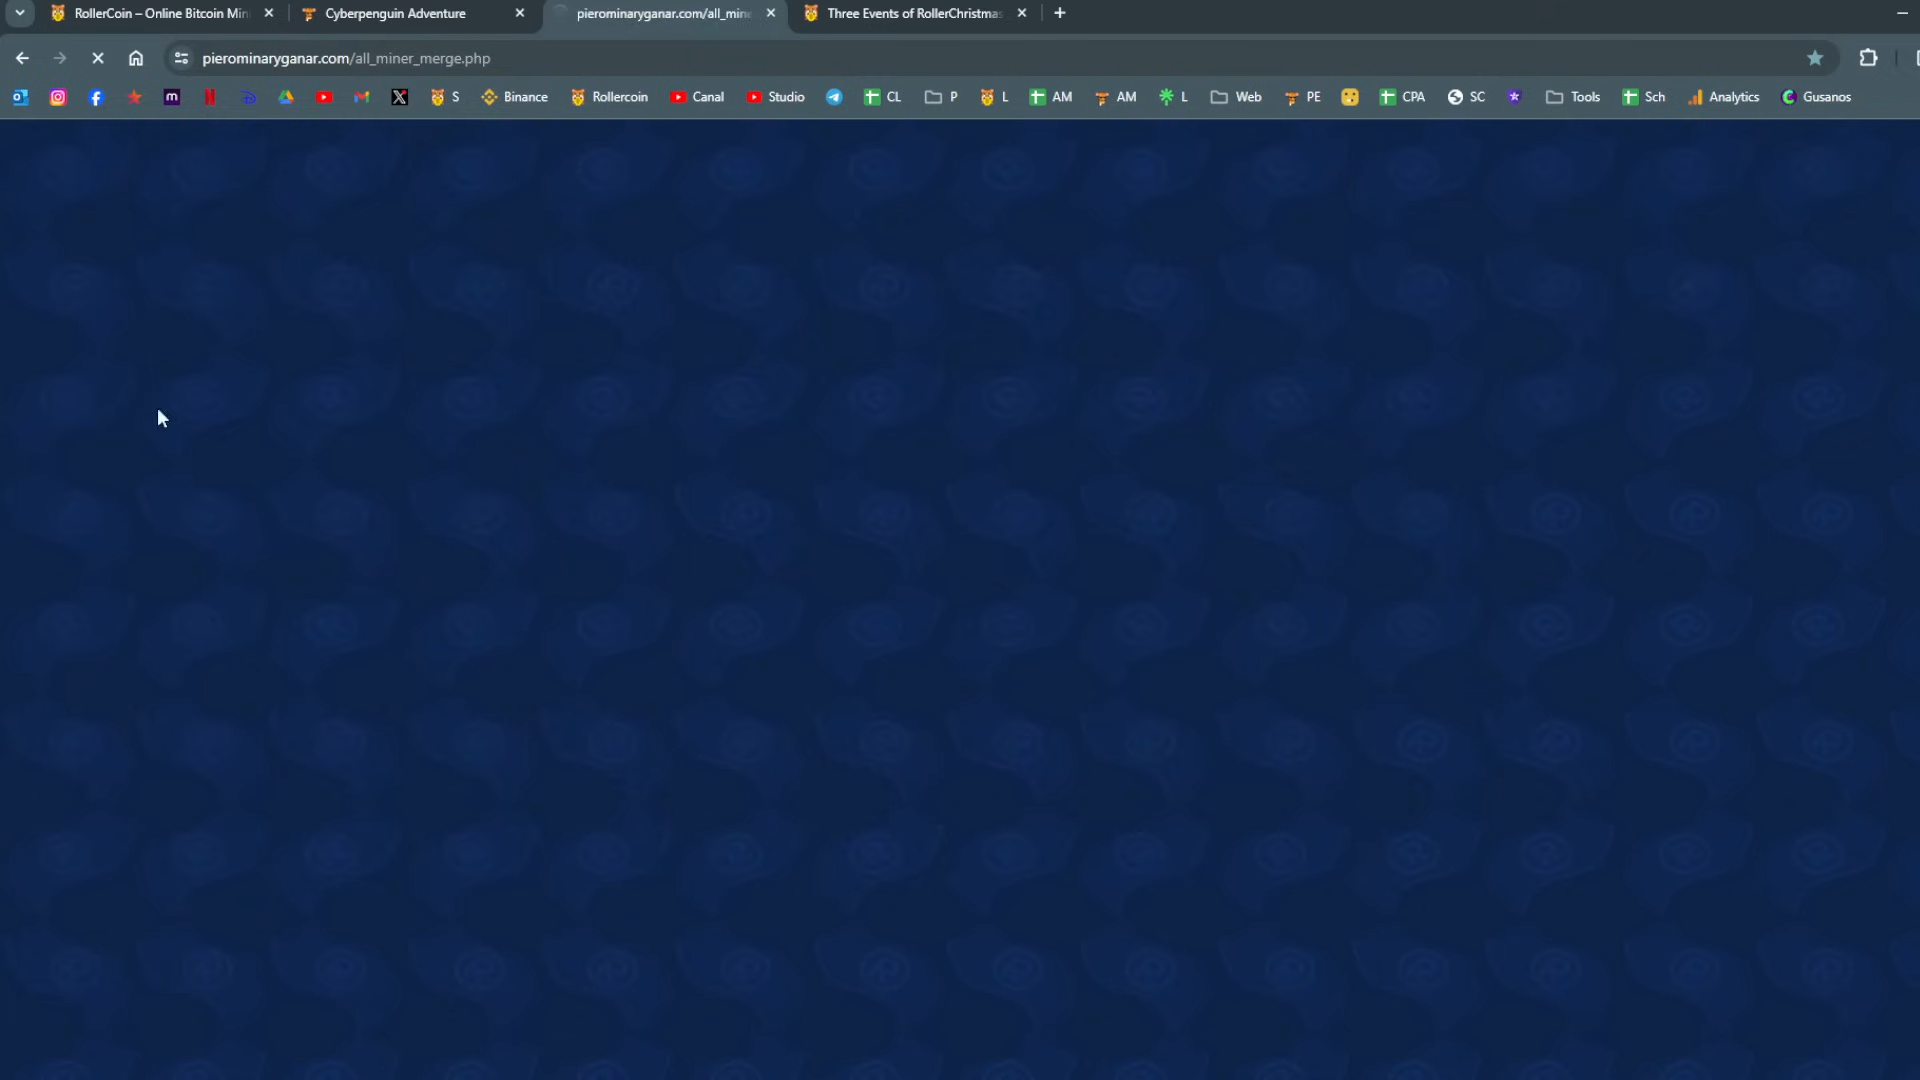 RollerCoin – Online Bitcoin Min
Cyberpenguin Adventure
pierominaryganar.com/all_mine
Three Events of RollerChristmas
pierominaryganar.com/all_miner_merge.php
S
Binance
Rollercoin
Canal
Studio
CL
P
L
AM
AM
L
Web
PE
CPA
SC
Tools
Sch
Analytics
Gusanos